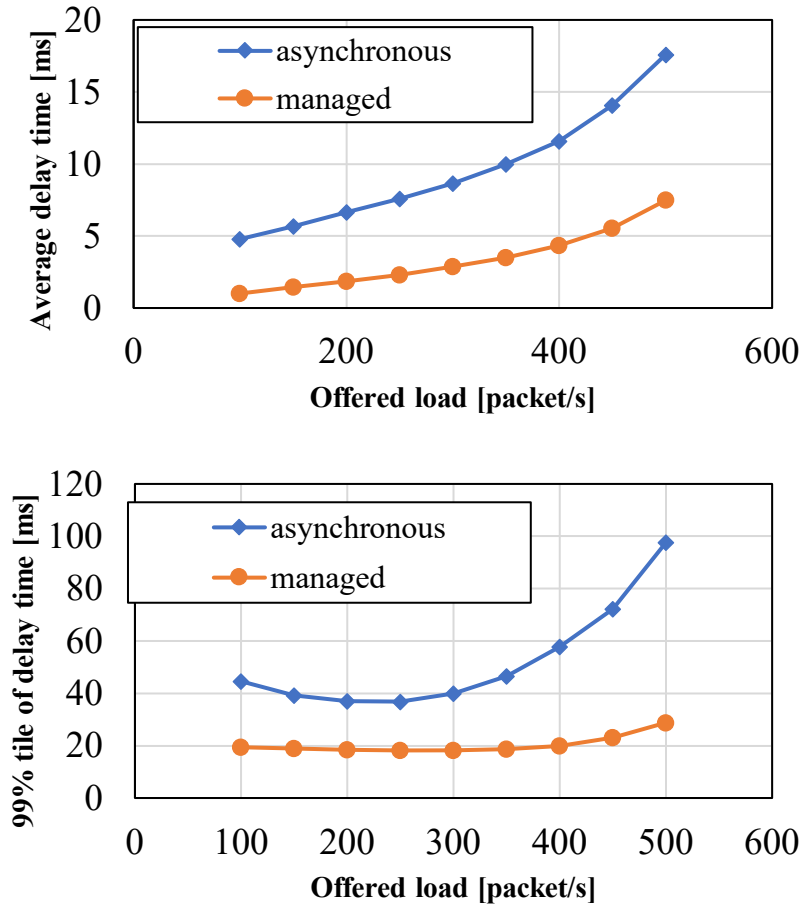 20
15
10
5
0
Average delay time [ms]
asynchronous
managed
0 200 400 600
Offered load [packet/s]
120
100
80
60
40
20
0
99% tile of delay time [ms]
asynchronous
managed
0 100 200 300 400 500 600
Offered load [packet/s]